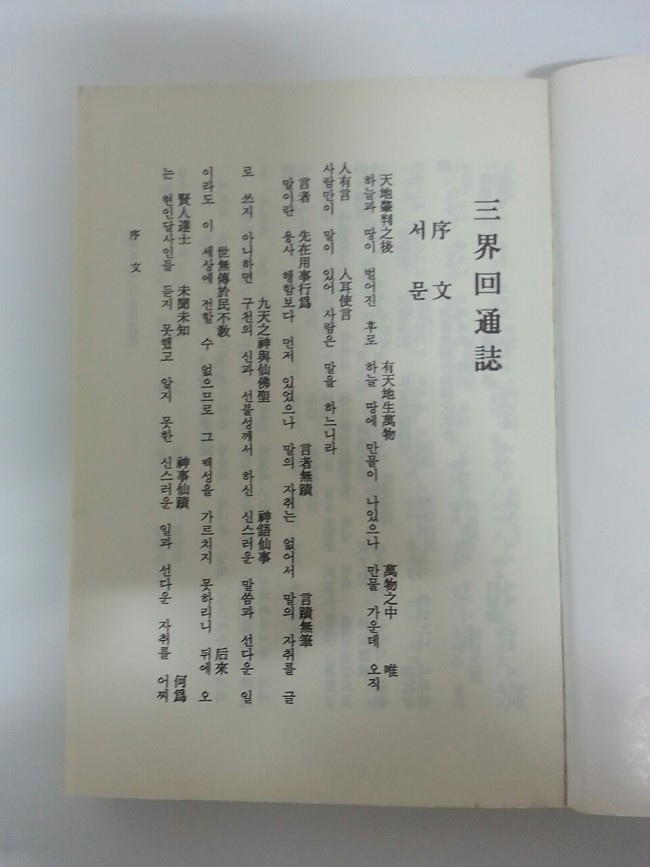 三界回通誌
序文
서문
天地肇判之後 有天地生萬物 萬物之中 唯
하늘과 땅이 벌어진 후로 하늘 땅에 만물이 나있으나 만물 가운데 오직
人有言 人耳使言
사람만이 말이 있어 사람은 말을 하느니라
言者 先在用事行爲 言者無蹟 言蹟無筆
말이란 용사 행함보다 먼저 있었으나 말의 자취는 없어서 말의 자취를 글
九天之神與仙佛聖 神語仙事
로 쓰지 아니하면 구천의 신과 선불성께서 하신 신스러운 말씀과 선다운 일
世無傳於民不敎 后來
이라도 이 세상에 전할 수 없으므로 그 백성을 가르치지 못하리니 뒤에 오
賢人達士 未聞未知 神事仙蹟 何爲
는 현인달사인들 듣지 못했고 알지 못한 신스러운 일과 선다운 자취를 어찌
序文